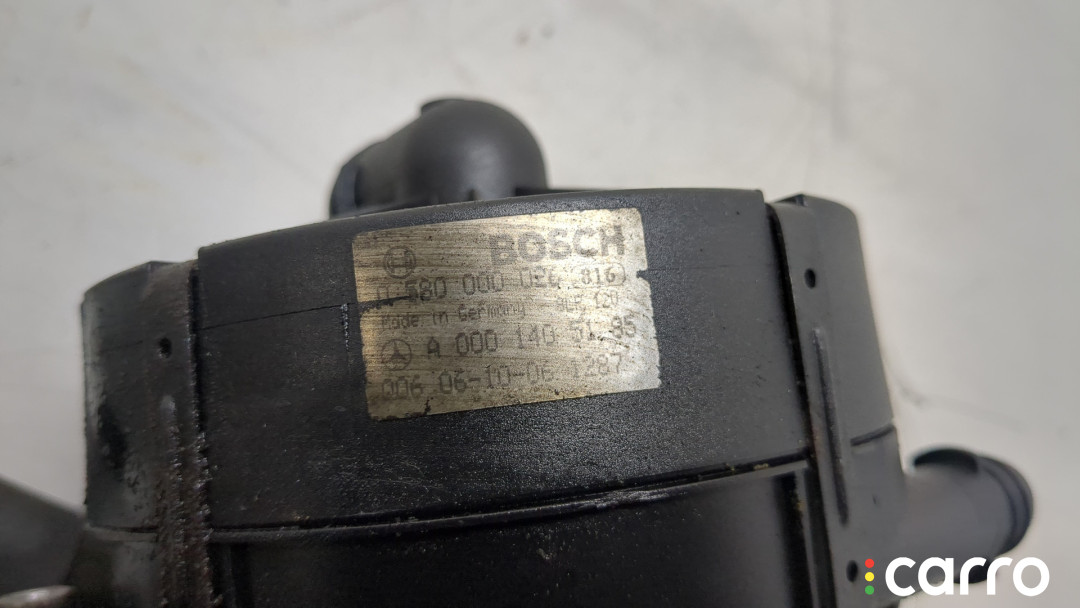 BOSCH
0 580 000 026 816
Made in Germany
A 000 140 51 85
006 06-10-06 1287
carro